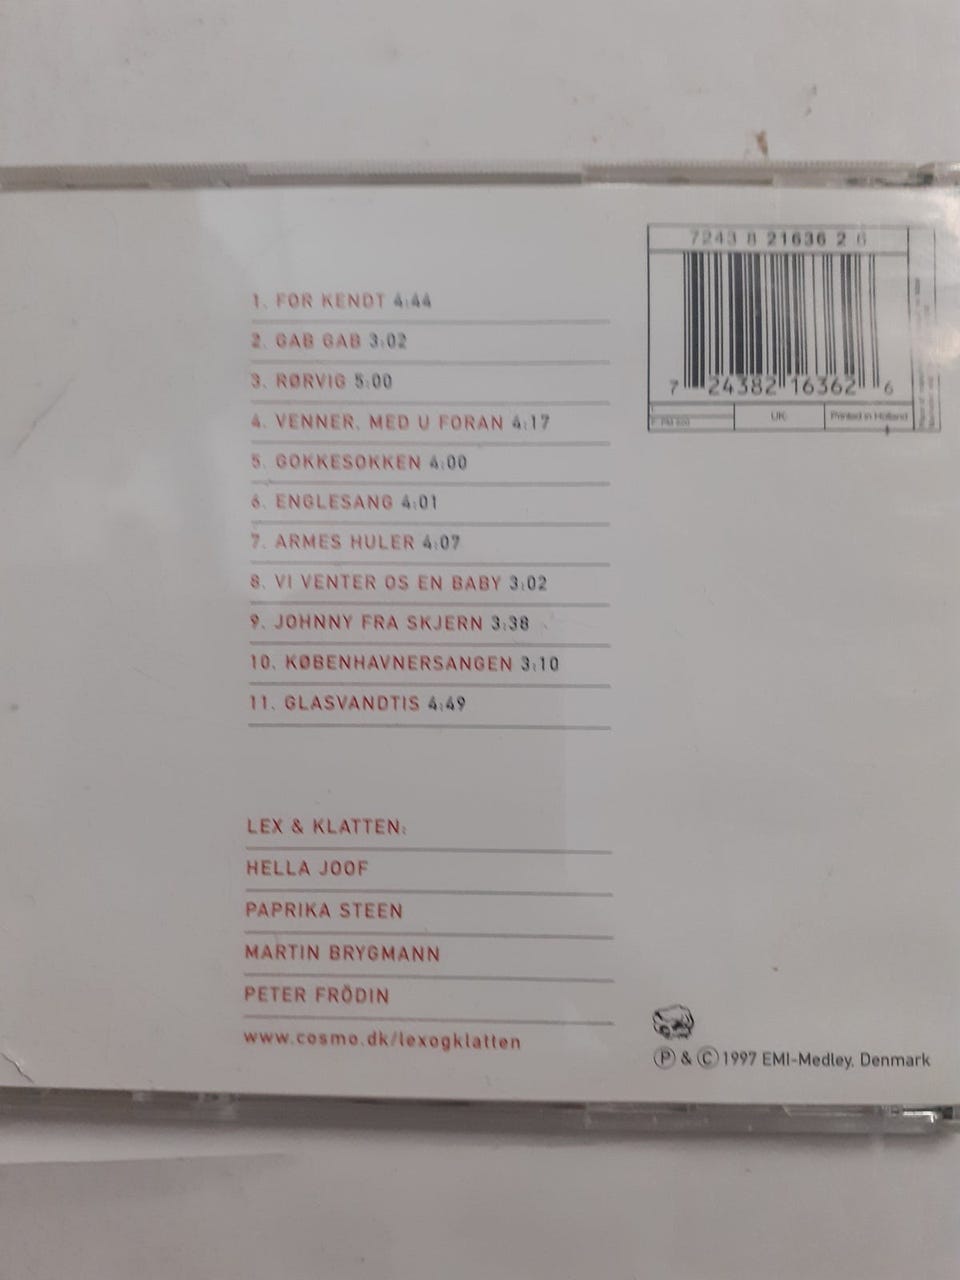 7243 8 21636 2 6
7 24382 16362 6
UK:
Printed in Holland
1. FOR KENDT 4:44
2. GAB GAB 3:02
3. RØRVIG 5:00
4. VENNER, MED U FORAN 4:17
5. GOKKESOKKEN 4:00
6. ENGLESANG 4:01
7. ARMES HULER 4:07
8. VI VENTER OS EN BABY 3:02
9. JOHNNY FRA SKJERN 3:38
10. KØBENHAVNERSANGEN 3:10
11. GLASVANDTIS 4:49
LEX & KLATTEN:
HELLA JOOF
PAPRIKA STEEN
MARTIN BRYGMANN
PETER FRÖDIN
www.cosmo.dk/lexogklatten
Ⓟ & © 1997 EMI-Medley, Denmark